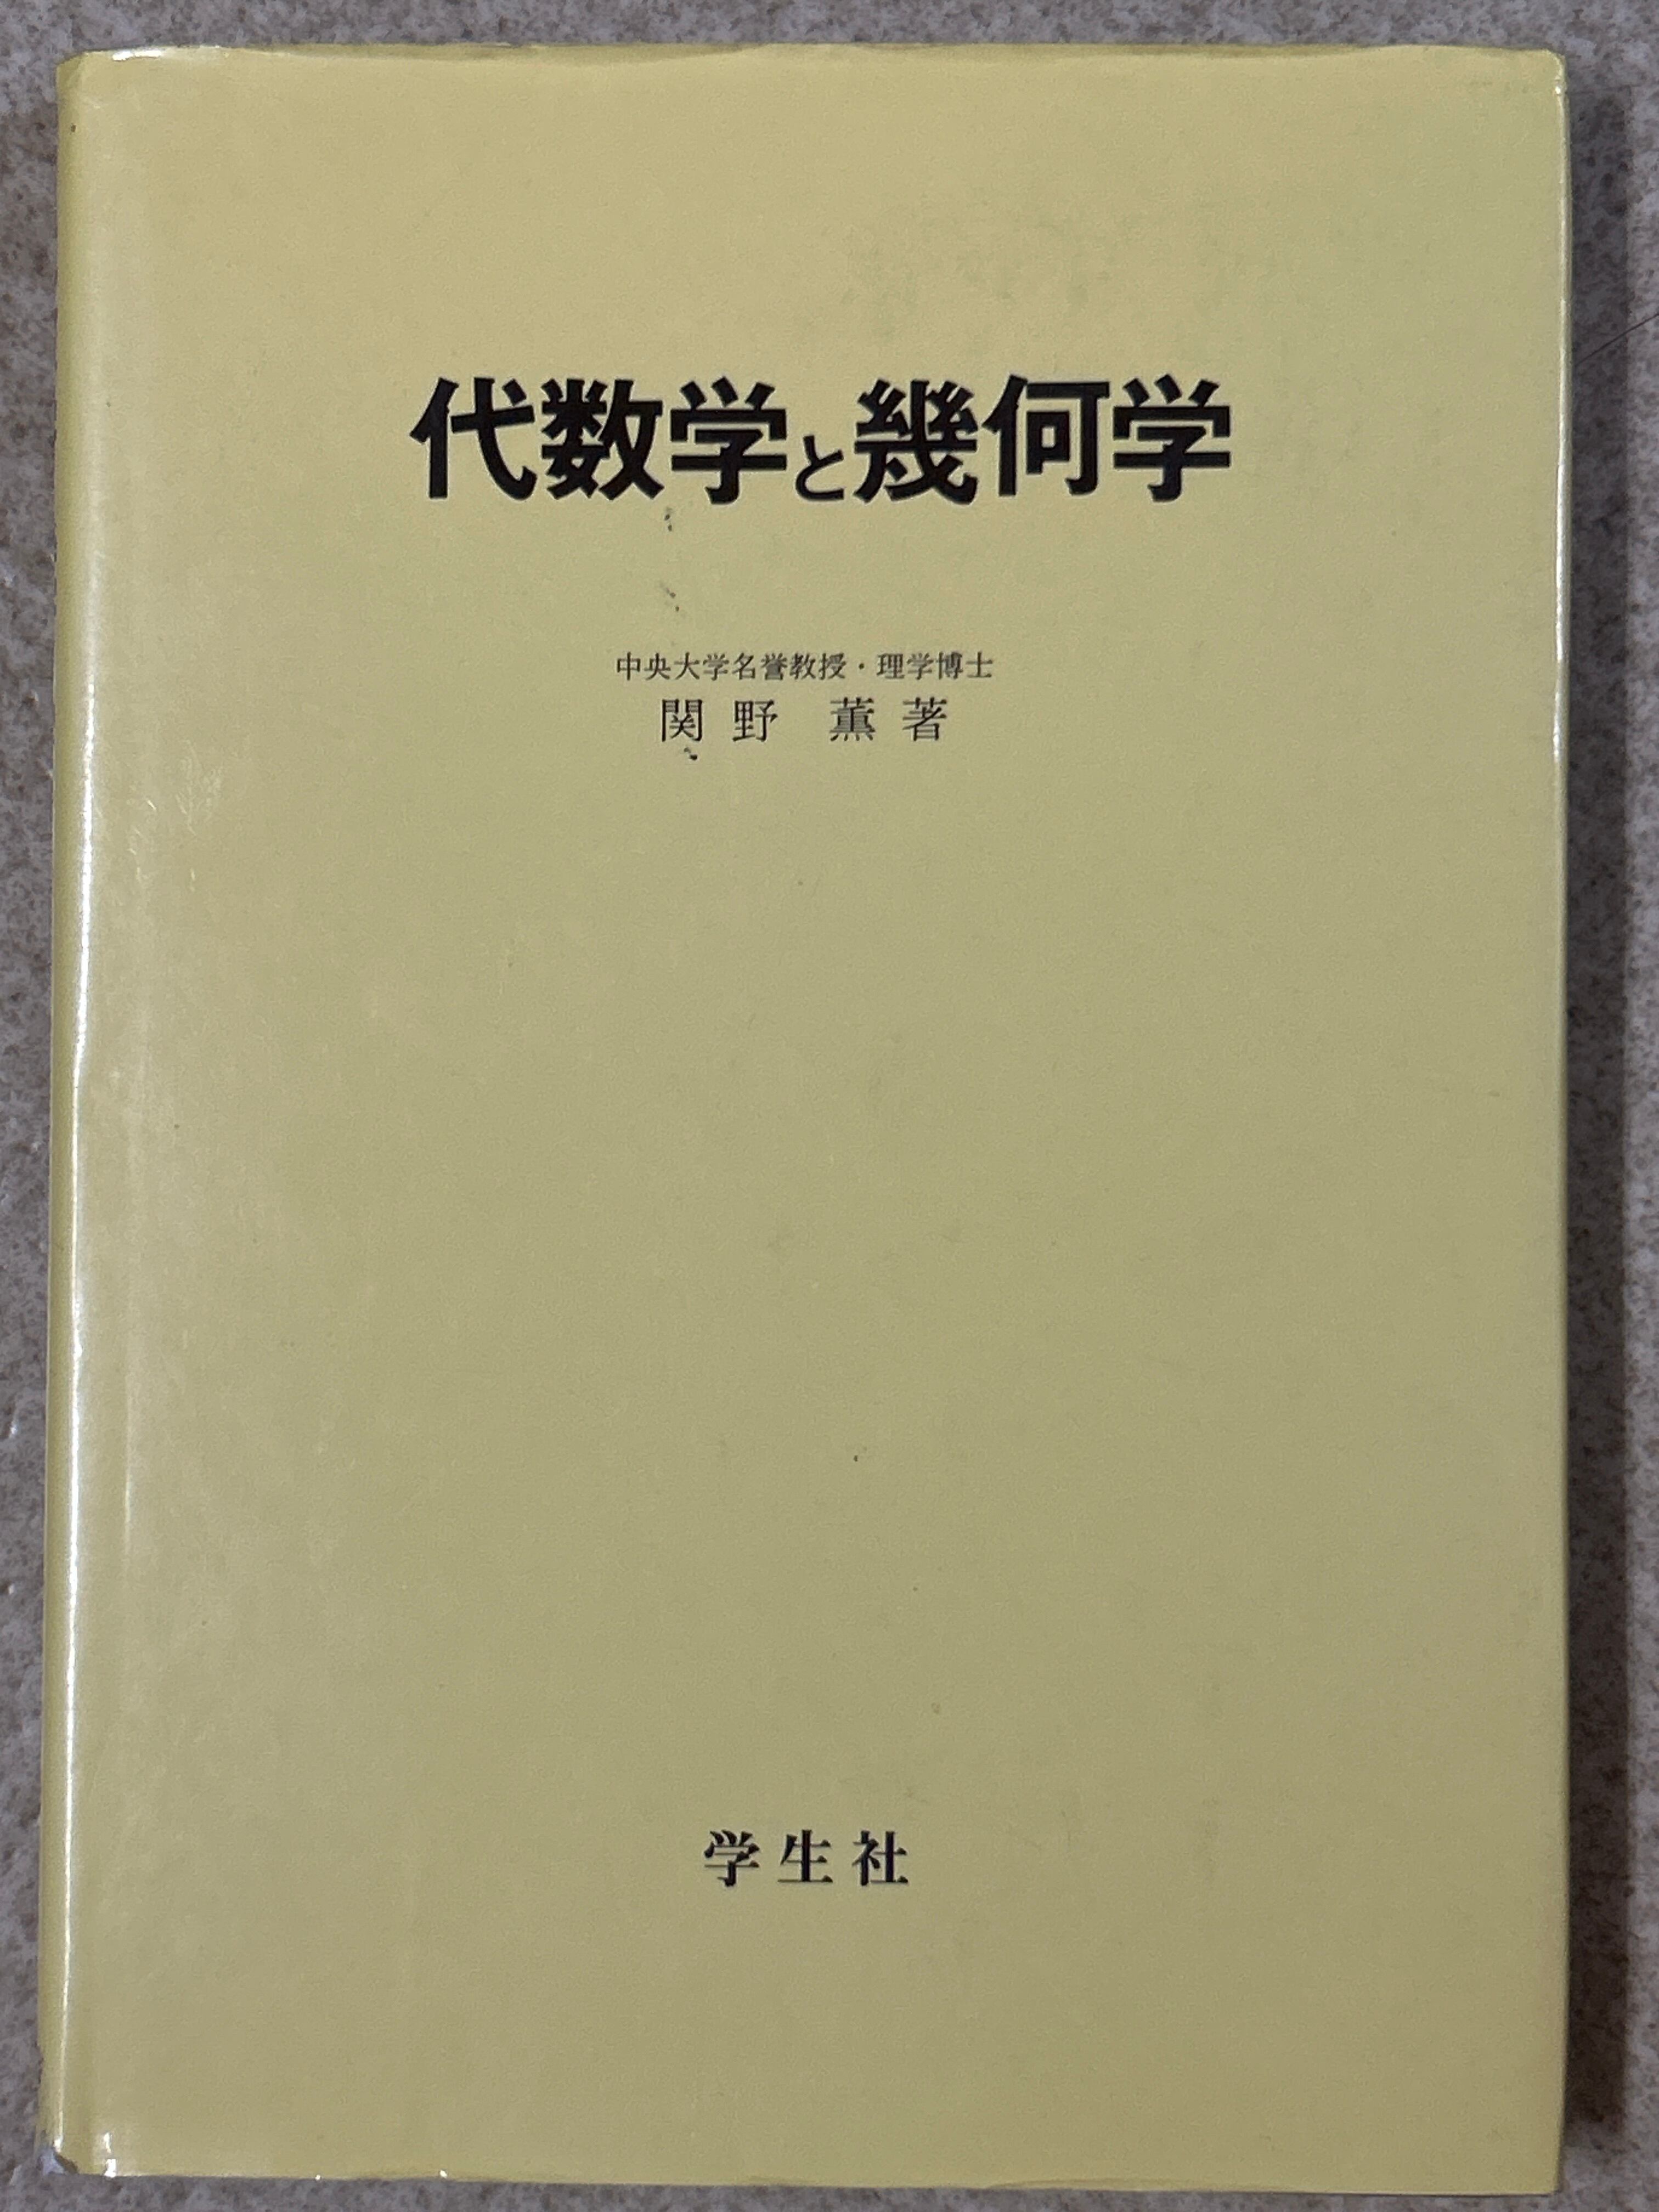 代数学と幾何学
中央大学名誉教授・理学博士
関野 薫 著
学生社